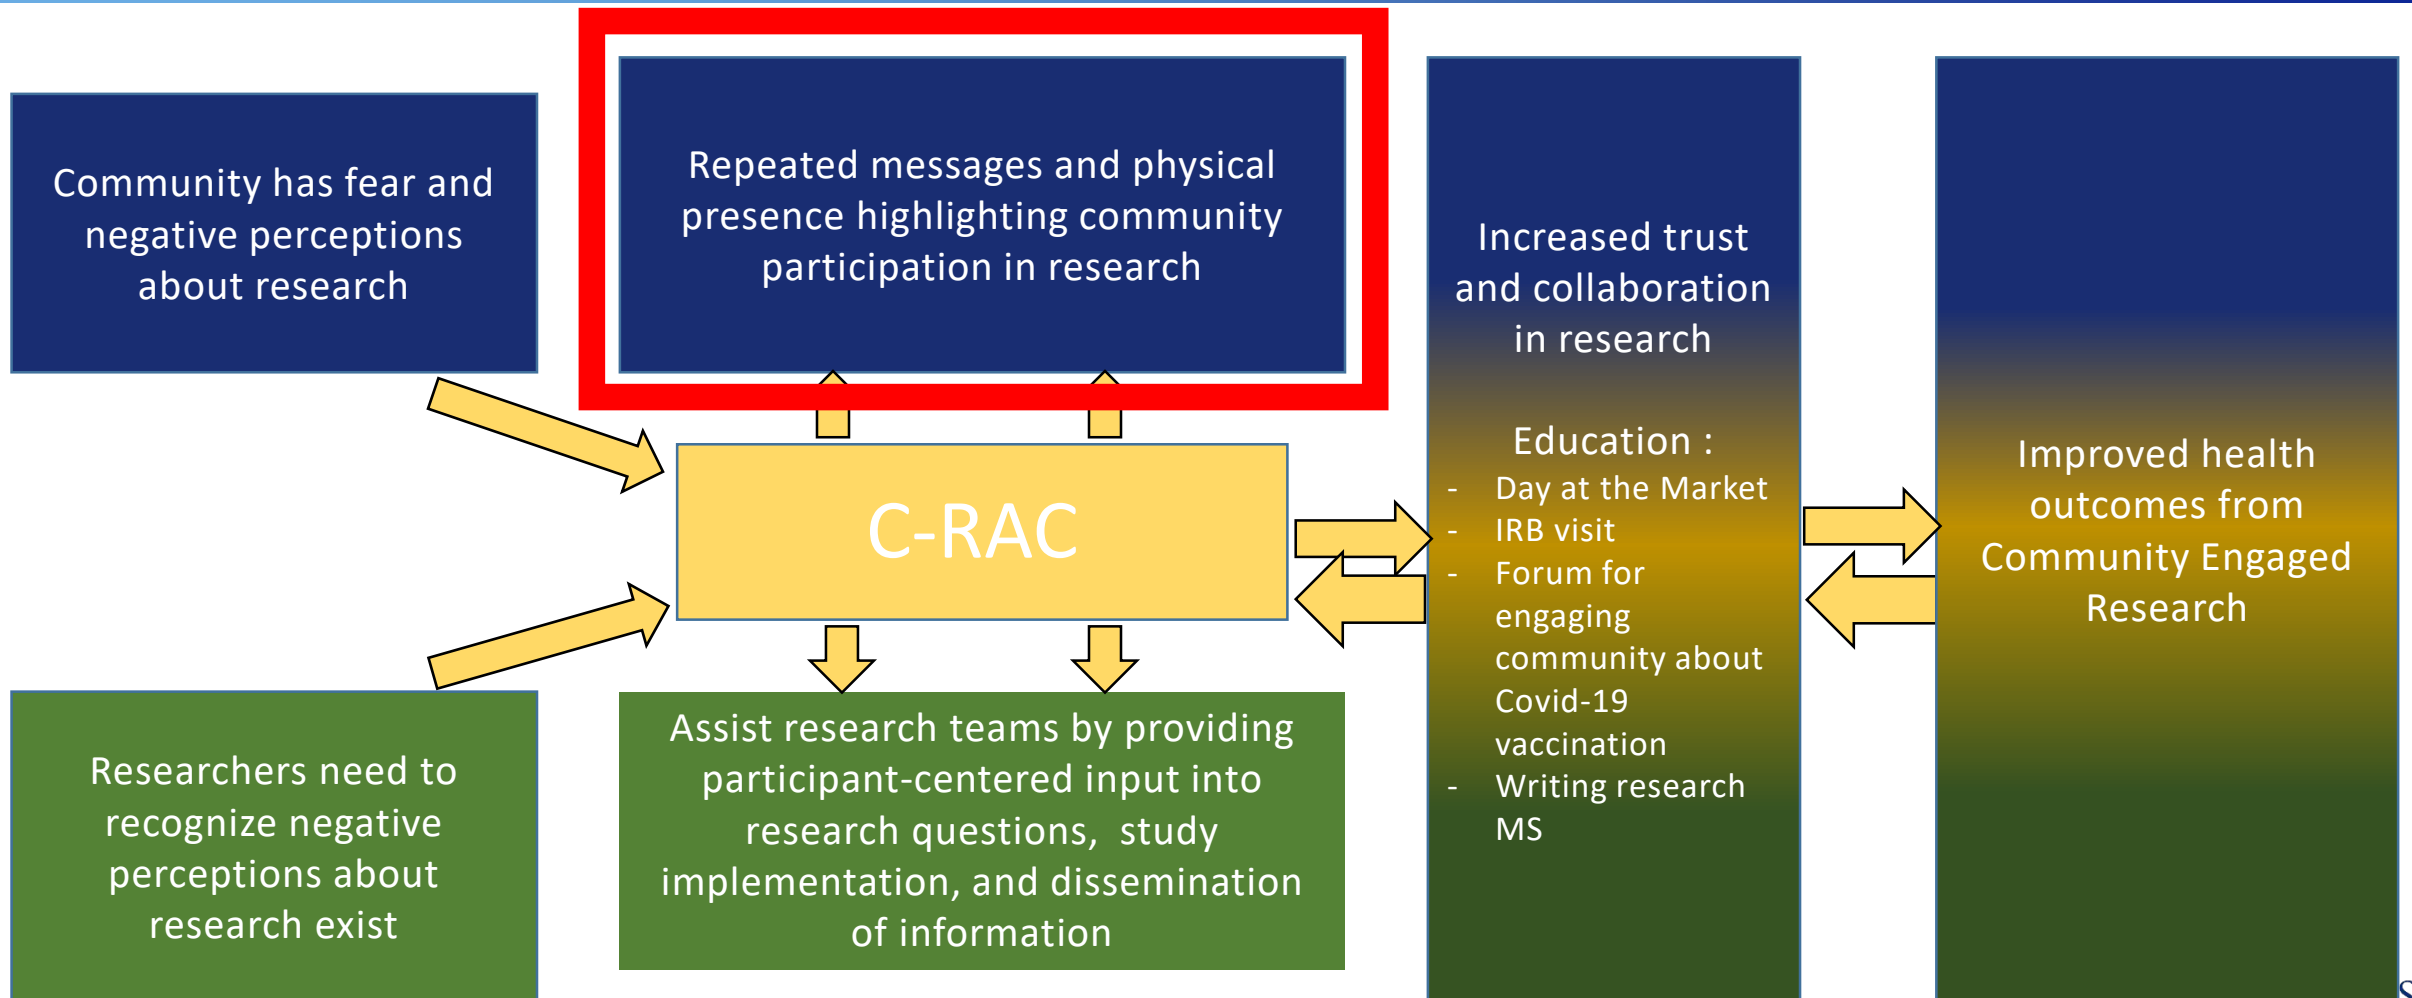 Community has fear and
negative perceptions
about research
Repeated messages and physical
presence highlighting community
participation in research
C-RAC
Researchers need to
recognize negative
perceptions about
research exist
Assist research teams by providing
participant-centered input into
research questions,  study
implementation, and dissemination
of information
Increased trust
and collaboration
in research
Education :
- Day at the Market
- IRB visit
- Forum for
engaging
community about
Covid-19
vaccination
- Writing research
MS
Improved health
outcomes from
Community Engaged
Research